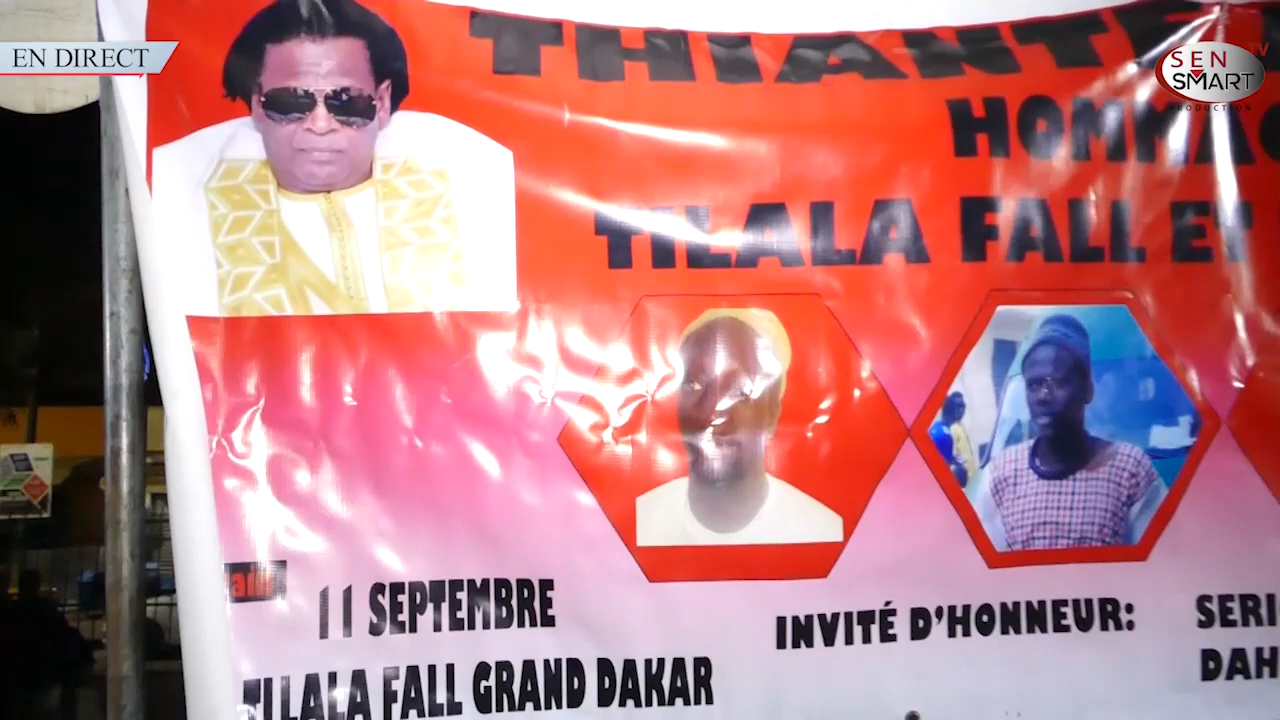 EN DIRECT
THIANTE
SEN TV
SMART
PRODUCTION
HOMMAG
TILALA FALL ET
11 SEPTEMBRE
TILALA FALL GRAND DAKAR
INVITÉ D'HONNEUR:
SERI
DAH